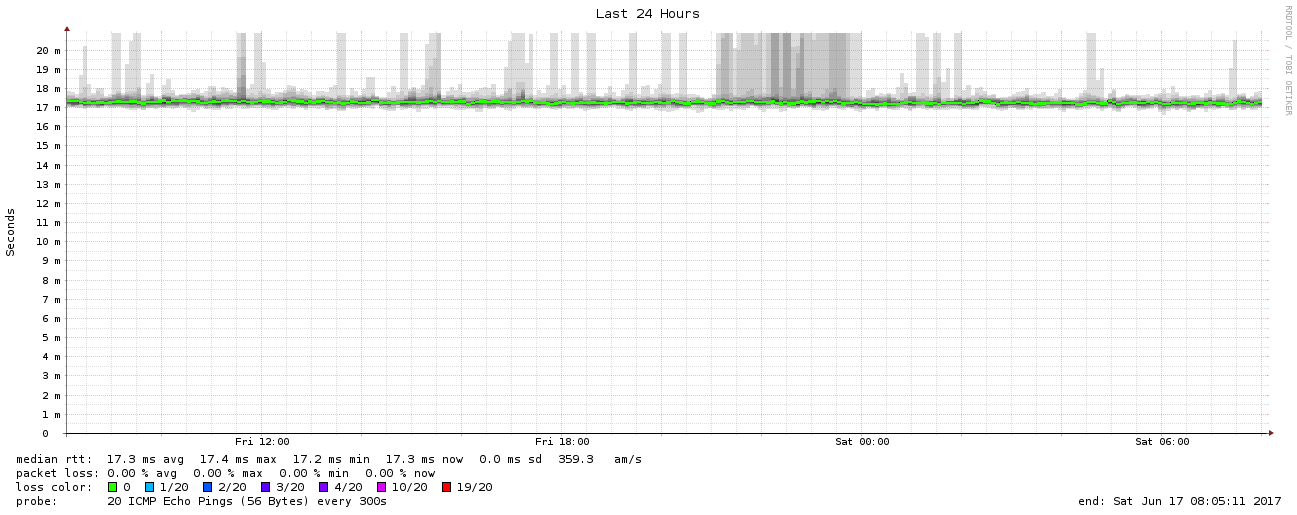 Last 24 Hours
RRDTOOL / TOBI OETIKER
Seconds
20 m
19 m
18 m
17 m
16 m
15 m
14 m
13 m
12 m
11 m
10 m
9 m
8 m
7 m
6 m
5 m
4 m
3 m
2 m
1 m
0
Fri 12:00 Fri 18:00 Sat 00:00 Sat 06:00
median rtt: 17.3 ms avg 17.4 ms max 17.2 ms min 17.3 ms now 0.0 ms sd 359.3 am/s
packet loss: 0.00 % avg 0.00 % max 0.00 % min 0.00 % now
loss color: 0 1/20 2/20 3/20 4/20 10/20 19/20
probe: 20 ICMP Echo Pings (56 Bytes) every 300s end: Sat Jun 17 08:05:11 2017